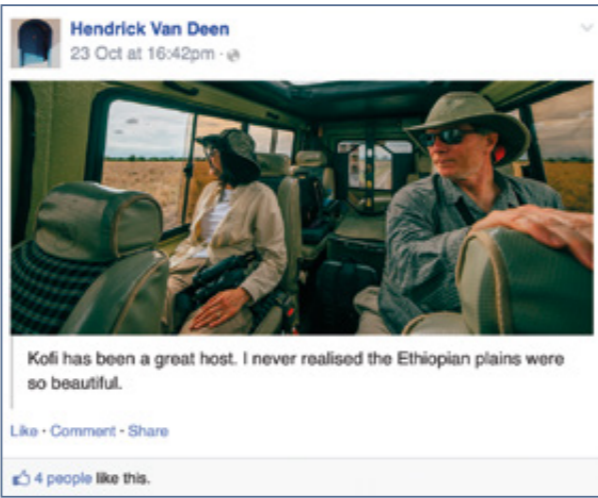 Hendrick Van Deen
23 Oct at 16:42pm ·
Kofi has been a great host. I never realised the Ethiopian plains were
so beautiful.
Like · Comment · Share
4 people like this.